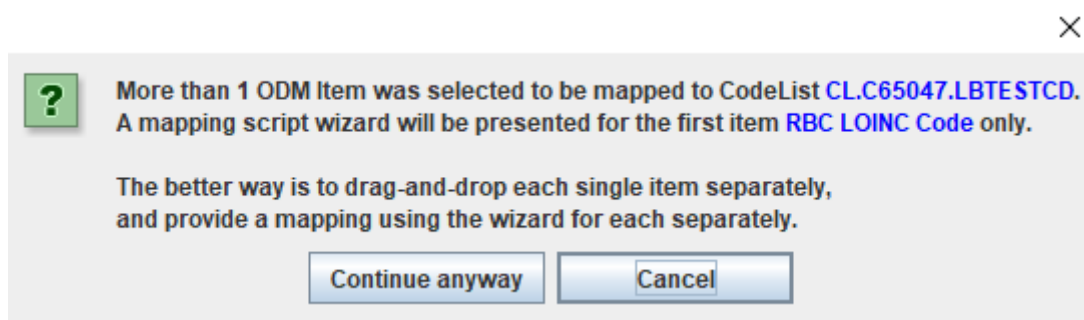 More than 1 ODM Item was selected to be mapped to CodeList CL.C65047.LBTESTCD.
A mapping script wizard will be presented for the first item RBC LOINC Code only.
The better way is to drag-and-drop each single item separately,
and provide a mapping using the wizard for each separately.
Continue anyway
Cancel